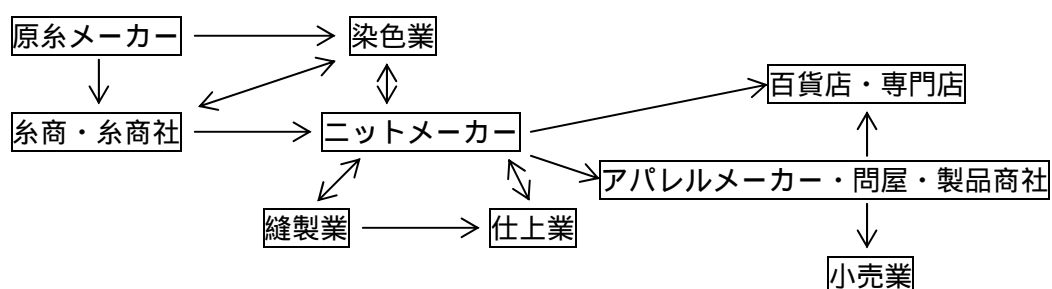 原糸メーカー
染色業
百貨店・専門店
糸商・糸商社
ニットメーカー
アパレルメーカー・問屋・製品商社
縫製業
仕上業
小売業